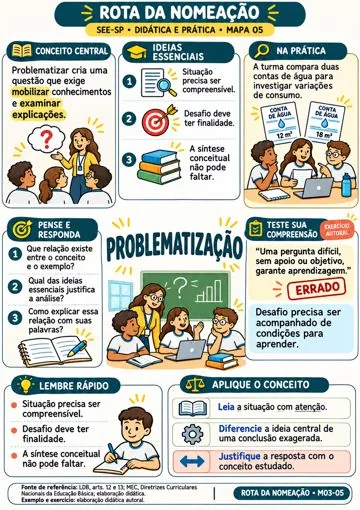 ROTA DA NOMEAÇÃO
SEE-SP • DIDÁTICA E PRÁTICA • MAPA 05
CONCEITO CENTRAL
Problematizar cria uma
questão que exige
mobilizar conhecimentos
e examinar
explicações.
?
IDEIAS
ESSENCIAIS
1
Situação
precisa ser
compreensível.
2
Desafio deve
ter finalidade.
3
A síntese
conceitual
não pode
faltar.
NA PRÁTICA
A turma compara duas
contas de água para
investigar variações
de consumo.
CONTA
DE ÁGUA
12 m³
CONTA
DE ÁGUA
18 m³
PENSE E
RESPONDA
1
Que relação existe
entre o conceito
e o exemplo?
2
Qual das ideias
essenciais justifica
a análise?
3
Como explicar essa
relação com suas
palavras?
PROBLEMATIZAÇÃO
?
TESTE SUA
COMPREENSÃO
EXERCÍCIO
AUTORAL
“Uma pergunta difícil,
sem apoio ou objetivo,
garante aprendizagem.”
ERRADO
Desafio precisa ser
acompanhado de
condições para
aprender.
LEMBRE RÁPIDO
Situação precisa ser
compreensível.
Desafio deve ter
finalidade.
A síntese conceitual
não pode faltar.
APLIQUE O CONCEITO
Leia a situação com atenção.
Diferencie a ideia central de
uma conclusão exagerada.
Justifique a resposta com o
conceito estudado.
Fonte de referência: LDB, arts. 12 e 13; MEC, Diretrizes Curriculares
Nacionais da Educação Básica; elaboração didática.
Exemplo e exercício: elaboração didática autoral.
ROTA DA NOMEAÇÃO • M03-05